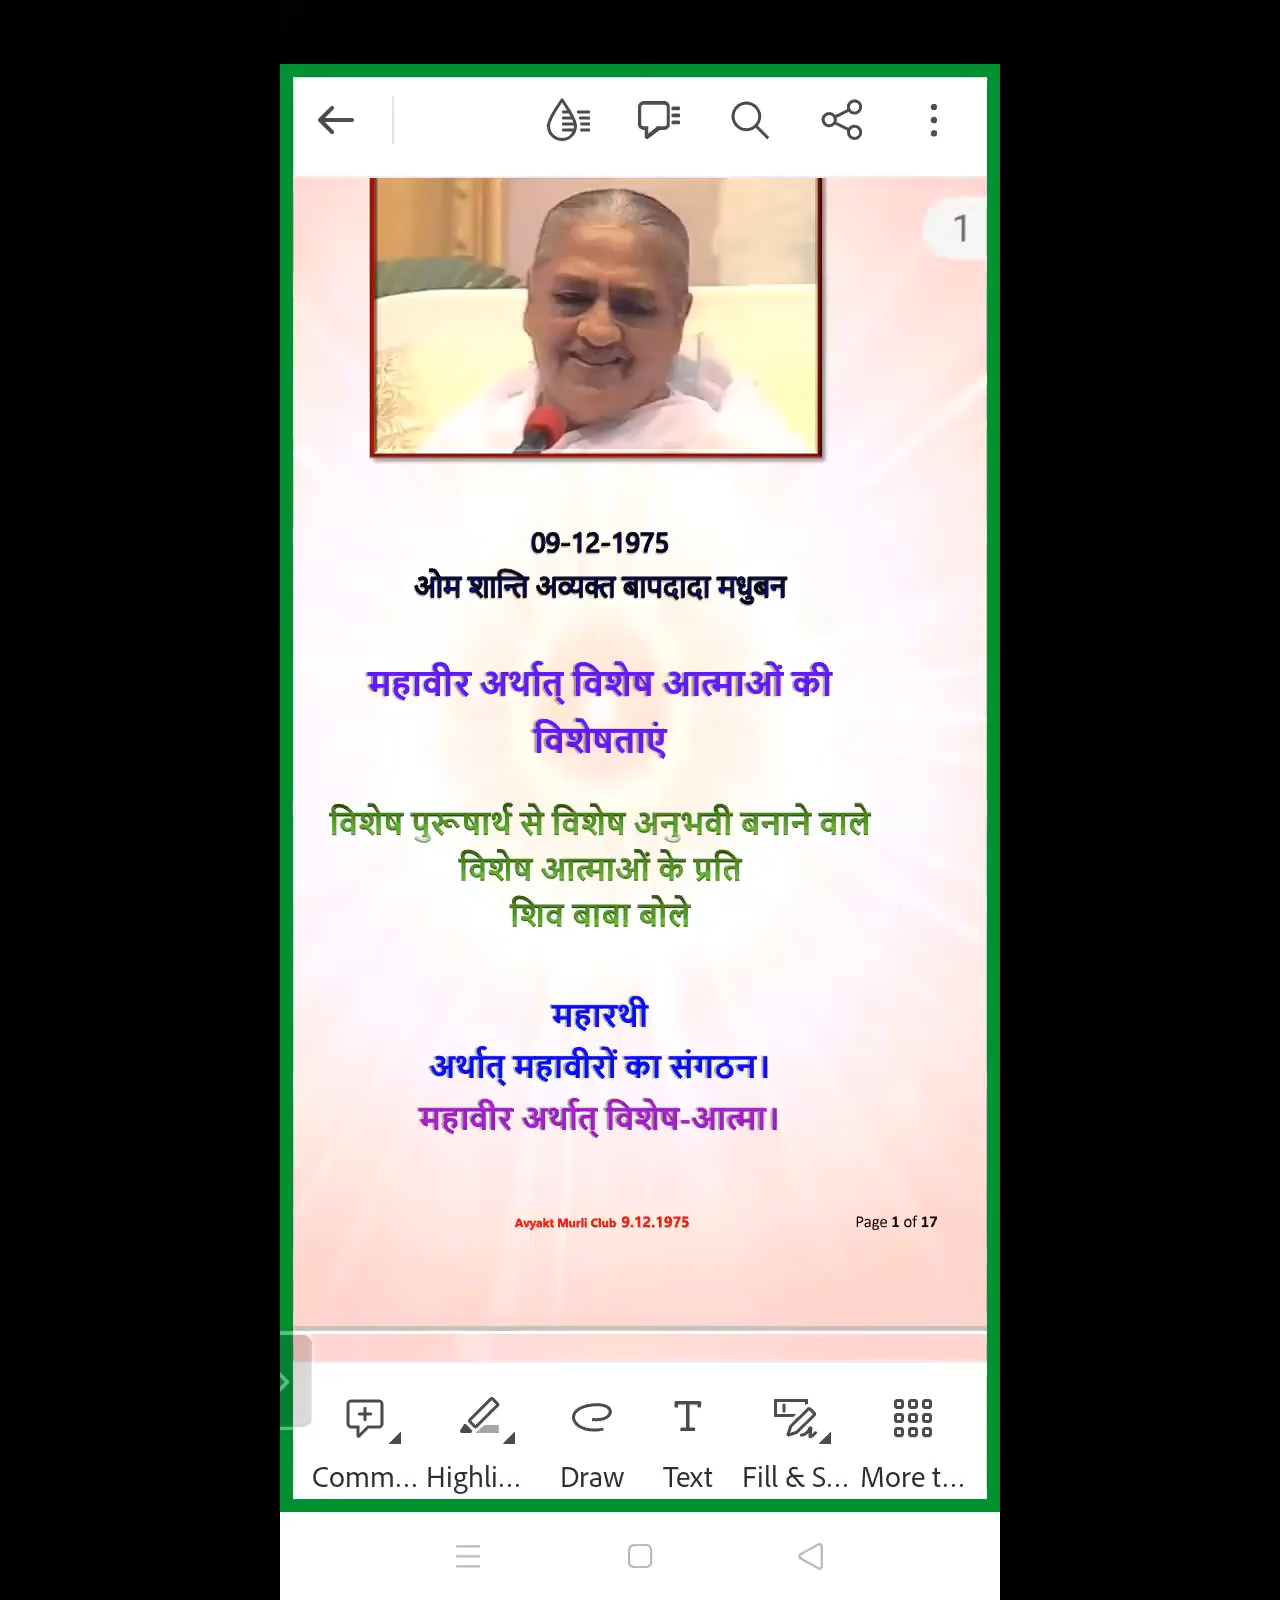 1
09-12-1975
ओम शान्ति अव्यक्त बापदादा मधुबन
महावीर अर्थात् विशेष आत्माओं की
विशेषताएं
विशेष पुरूषार्थ से विशेष अनुभवी बनाने वाले
विशेष आत्माओं के प्रति
शिव बाबा बोले
महारथी
अर्थात् महावीरों का संगठन।
महावीर अर्थात् विशेष-आत्मा।
Avyakt Murli Club 9.12.1975 Page 1 of 17
Comm... Highli... Draw Text Fill & S... More t...